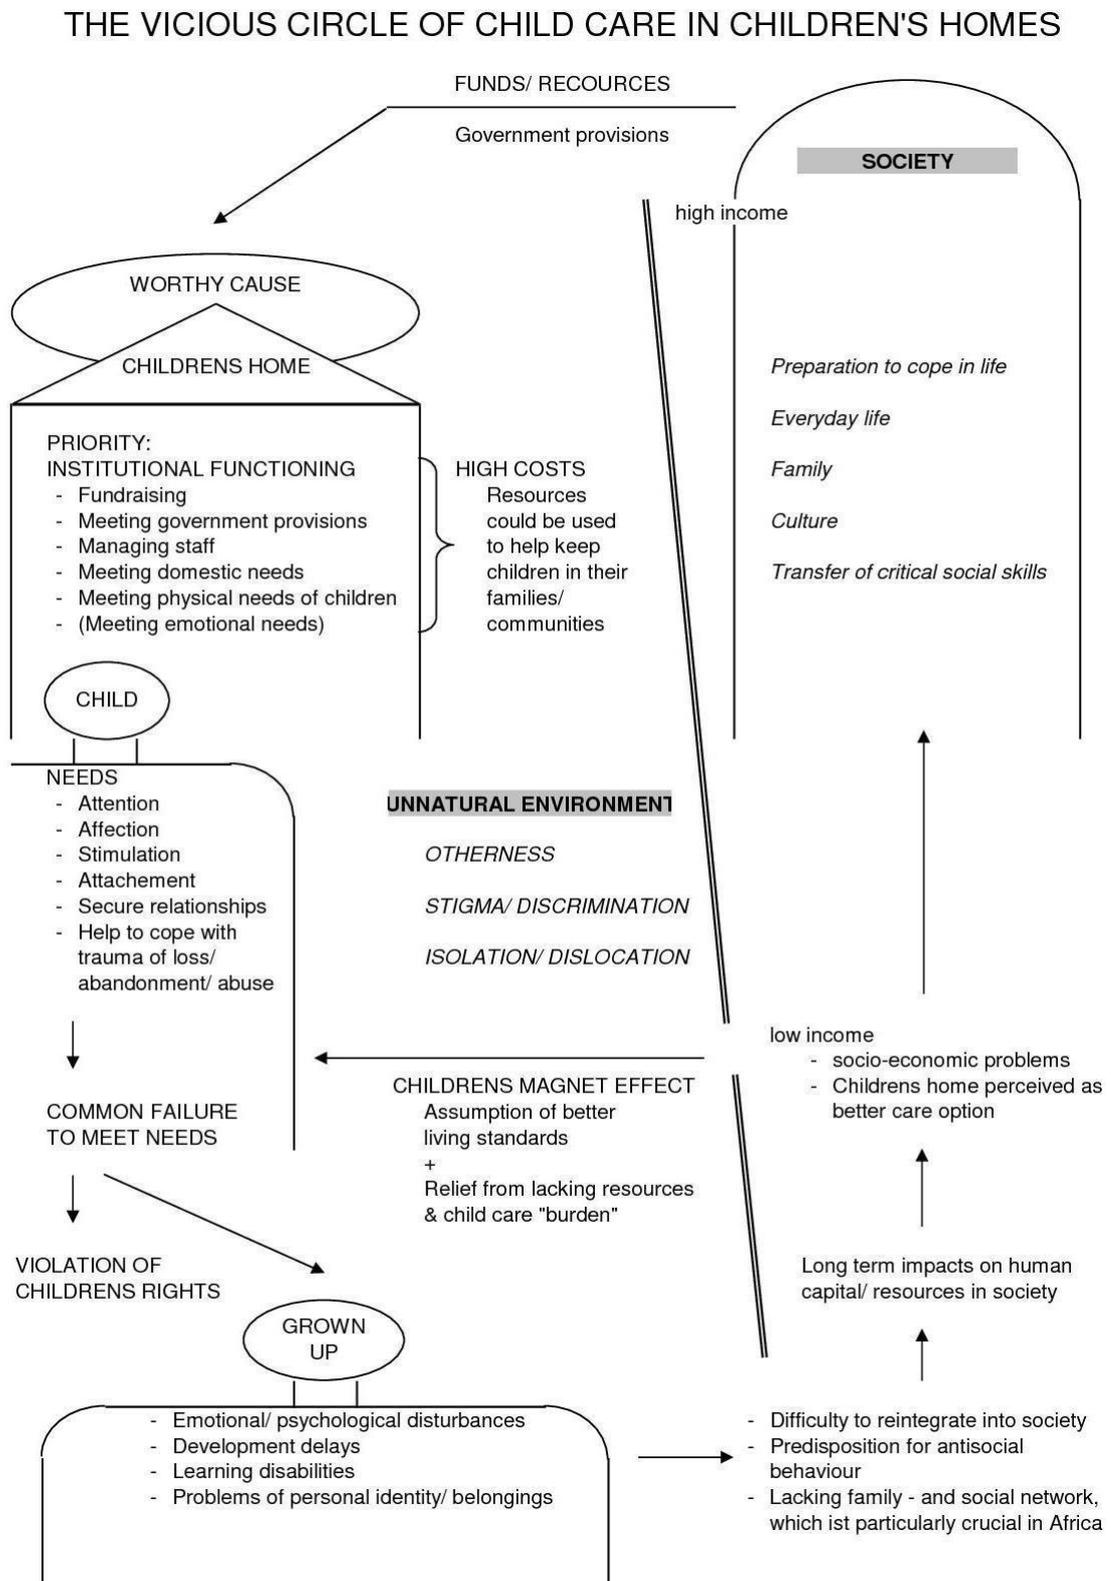 THE VICIOUS CIRCLE OF CHILD CARE IN CHILDREN'S HOMES
FUNDS/ RECOURCES
Government provisions
SOCIETY
high income
WORTHY CAUSE
CHILDRENS HOME
PRIORITY:
INSTITUTIONAL FUNCTIONING
- Fundraising
- Meeting government provisions
- Managing staff
- Meeting domestic needs
- Meeting physical needs of children
- (Meeting emotional needs)
HIGH COSTS
Resources
could be used
to help keep
children in their
families/
communities
Preparation to cope in life
Everyday life
Family
Culture
Transfer of critical social skills
CHILD
NEEDS
- Attention
- Affection
- Stimulation
- Attachement
- Secure relationships
- Help to cope with
trauma of loss/
abandonment/ abuse
UNNATURAL ENVIRONMENT
OTHERNESS
STIGMA/ DISCRIMINATION
ISOLATION/ DISLOCATION
low income
- socio-economic problems
- Childrens home perceived as
better care option
CHILDRENS MAGNET EFFECT
Assumption of better
living standards
+
Relief from lacking resources
& child care "burden"
COMMON FAILURE
TO MEET NEEDS
VIOLATION OF
CHILDRENS RIGHTS
Long term impacts on human
capital/ resources in society
GROWN
UP
- Emotional/ psychological disturbances
- Development delays
- Learning disabilities
- Problems of personal identity/ belongings
- Difficulty to reintegrate into society
- Predisposition for antisocial
behaviour
- Lacking family - and social network,
which ist particularly crucial in Africa